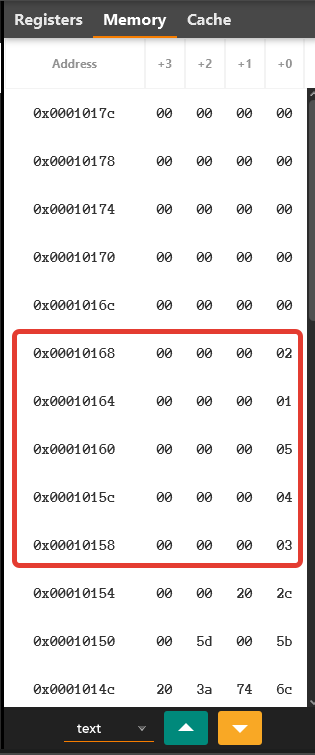 Registers Memory Cache
Address +3 +2 +1 +0
0x0001017c 00 00 00 00
0x00010178 00 00 00 00
0x00010174 00 00 00 00
0x00010170 00 00 00 00
0x0001016c 00 00 00 00
0x00010168 00 00 00 02
0x00010164 00 00 00 01
0x00010160 00 00 00 05
0x0001015c 00 00 00 04
0x00010158 00 00 00 03
0x00010154 00 00 20 2c
0x00010150 00 5d 00 5b
0x0001014c 20 3a 74 6c
text